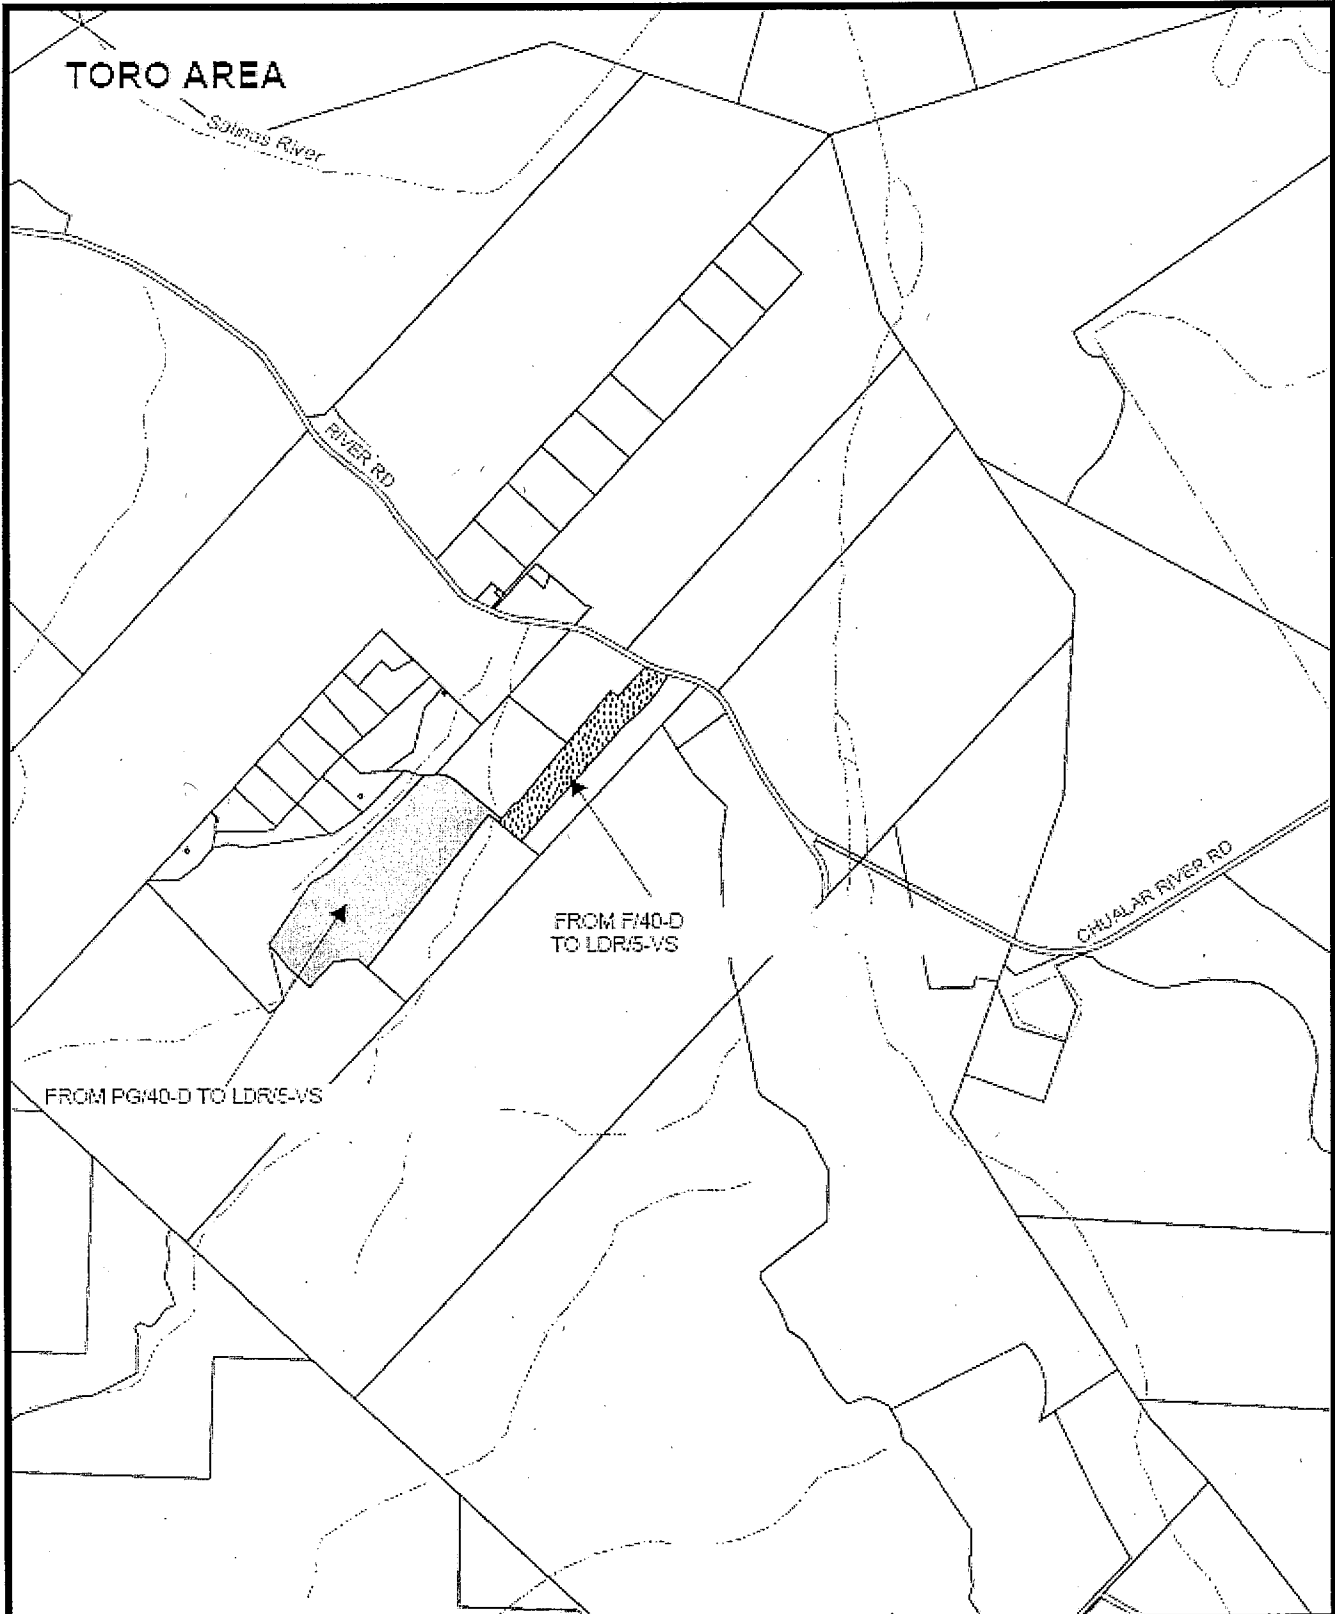 TORO AREA
Salinas River
RIVER RD
CHUALAR RIVER RD
FROM F/40-D
TO LDR/5-VS
FROM PG/40-D TO LDR/5-VS